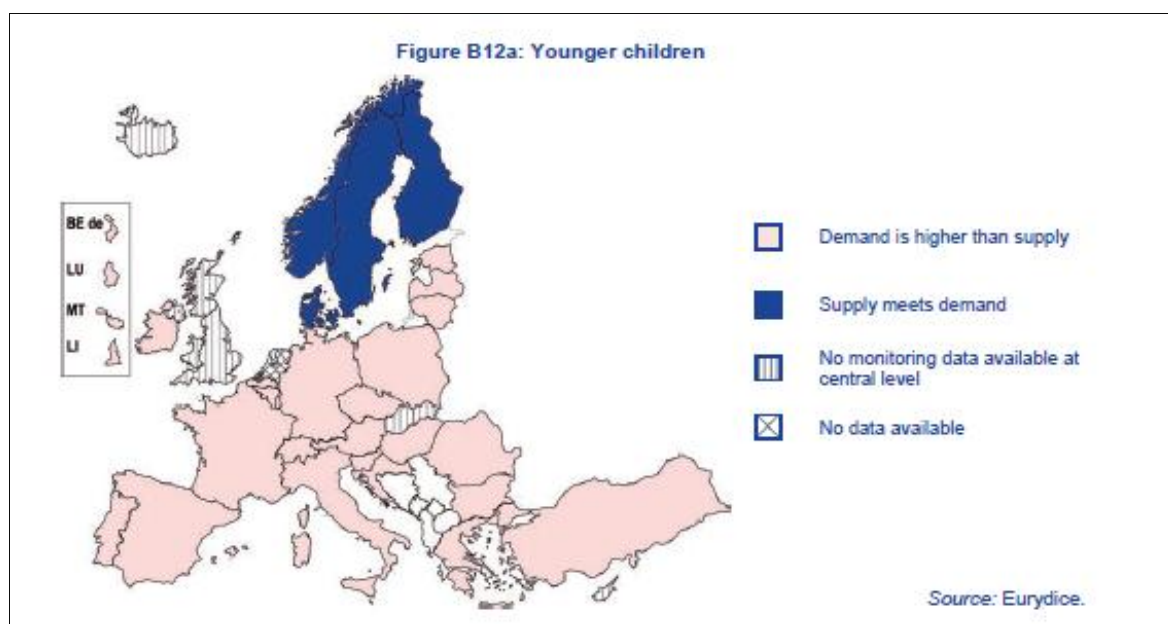 Figure B12a: Younger children
BE de
LU
MT
LI
Demand is higher than supply
Supply meets demand
No monitoring data available at
central level
No data available
Source: Eurydice.